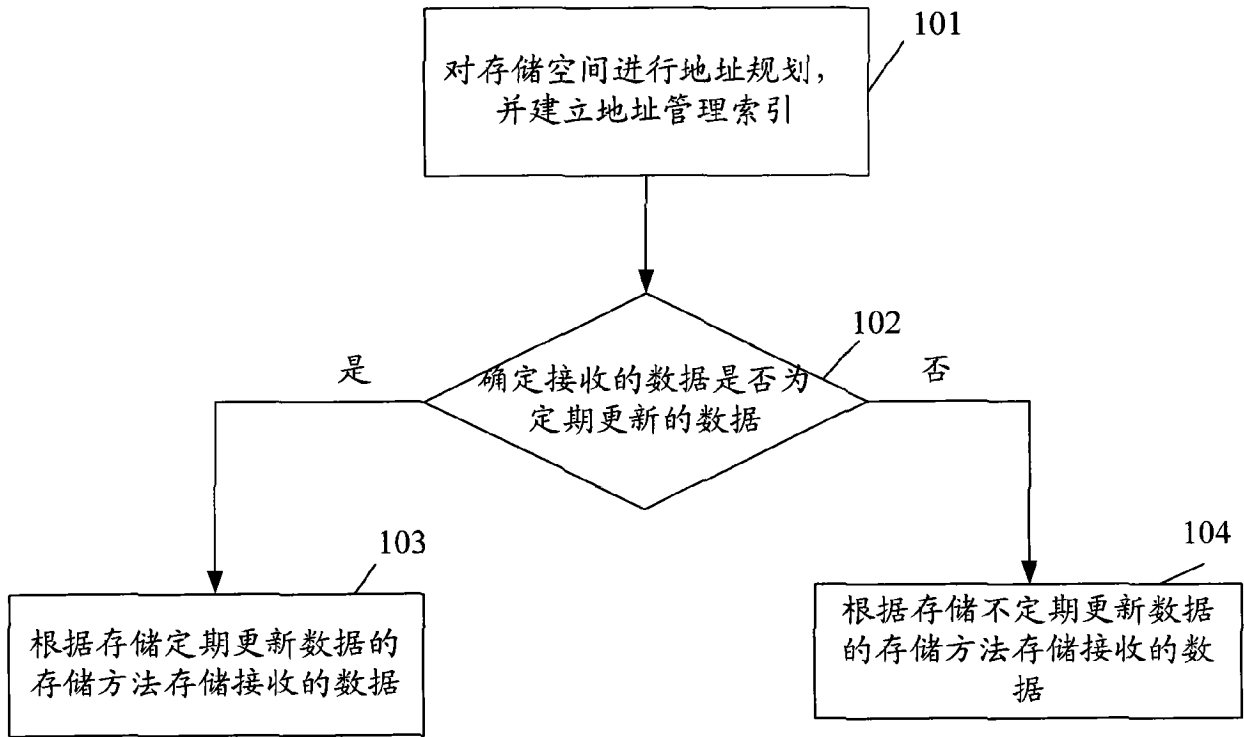 101
对存储空间进行地址规划，
并建立地址管理索引
102
是
否
确定接收的数据是否为
定期更新的数据
103
104
根据存储定期更新数据的
存储方法存储接收的数据
根据存储不定期更新数据
的存储方法存储接收的数
据